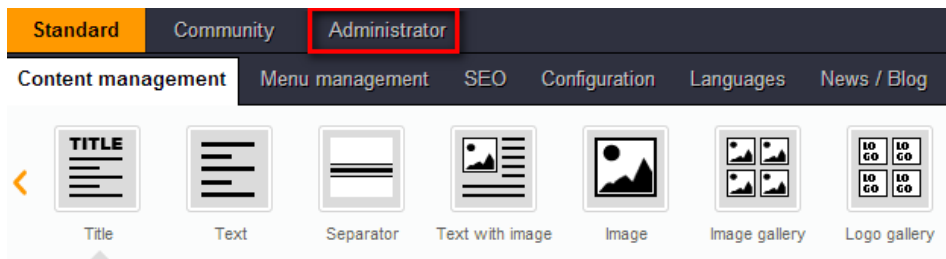 Standard Community Administrator
Content management Menu management SEO Configuration Languages News / Blog
TITLE LO GO LO GO
LO GO LO GO
Title Text Separator Text with image Image Image gallery Logo gallery